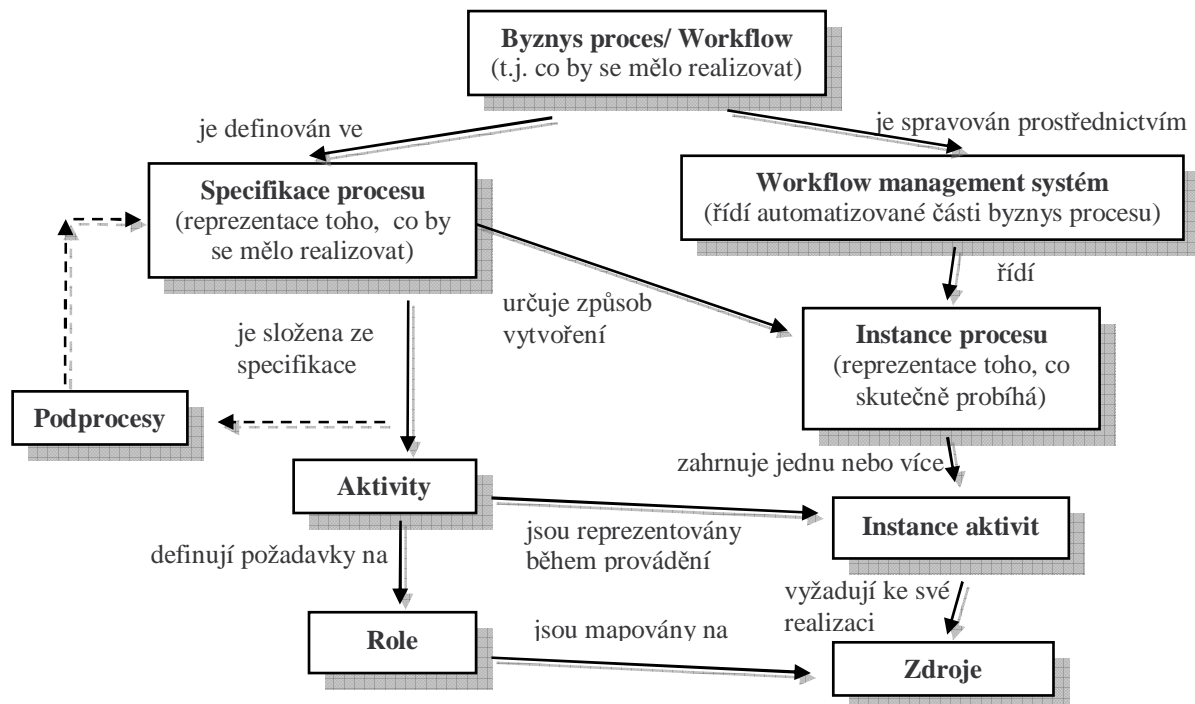 Byznys proces/ Workflow
(t.j. co by se mělo realizovat)
je definován ve
je spravován prostřednictvím
Specifikace procesu
(reprezentace toho, co by
se mělo realizovat)
Workflow management systém
(řídí automatizované části byznys procesu)
řídí
určuje způsob
vytvoření
je složena ze
specifikace
Instance procesu
(reprezentace toho, co
skutečně probíhá)
Podprocesy
zahrnuje jednu nebo více
Aktivity
Instance aktivit
jsou reprezentovány
během provádění
definují požadavky na
vyžadují ke své
realizaci
Role
jsou mapovány na
Zdroje